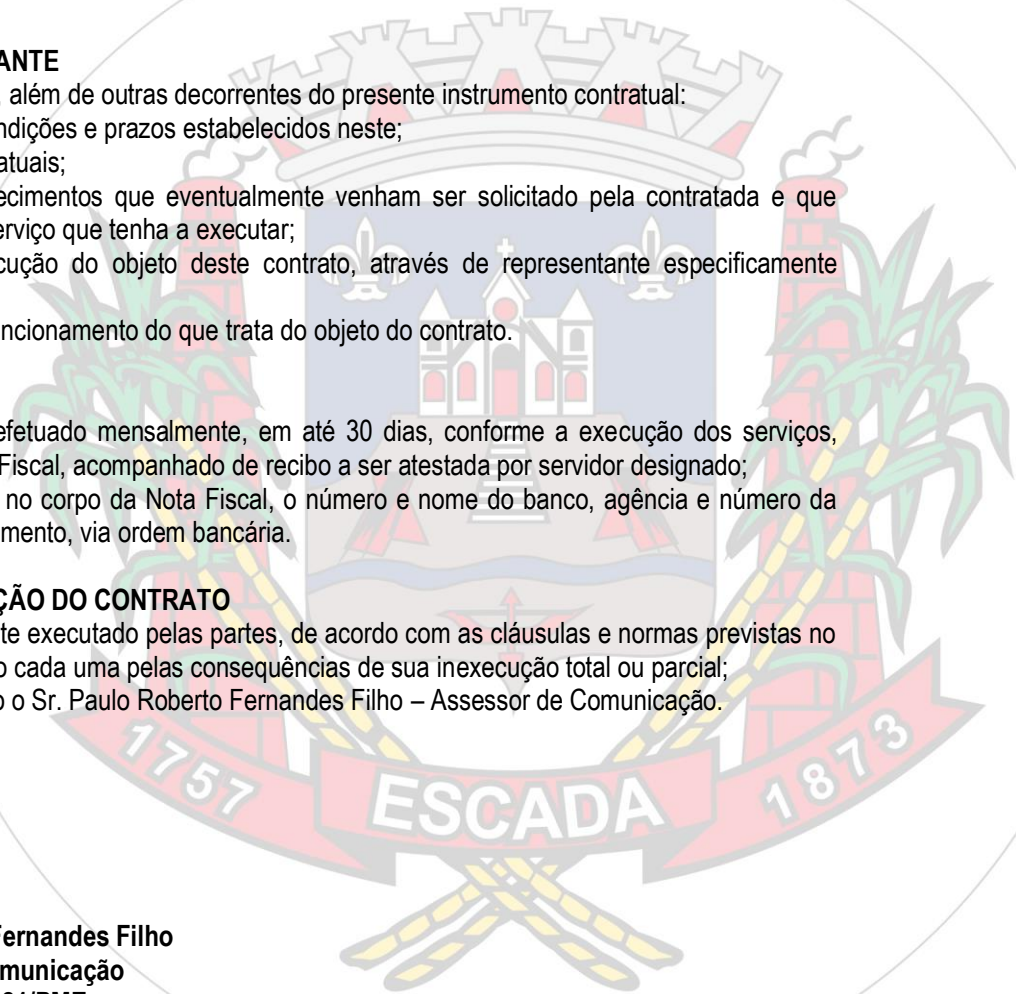 ANTE
, além de outras decorrentes do presente instrumento contratual:
ndições e prazos estabelecidos neste;
atuais;
ecimentos que eventualmente venham ser solicitado pela contratada e que
erviço que tenha a executar;
cução do objeto deste contrato, através de representante especificamente
ncionamento do que trata do objeto do contrato.
efetuado mensalmente, em até 30 dias, conforme a execução dos serviços,
Fiscal, acompanhado de recibo a ser atestada por servidor designado;
no corpo da Nota Fiscal, o número e nome do banco, agência e número da
mento, via ordem bancária.
ÇÃO DO CONTRATO
te executado pelas partes, de acordo com as cláusulas e normas previstas no
o cada uma pelas consequências de sua inexecução total ou parcial;
o o Sr. Paulo Roberto Fernandes Filho – Assessor de Comunicação.
1757 ESCADA 1873
Fernandes Filho
municação